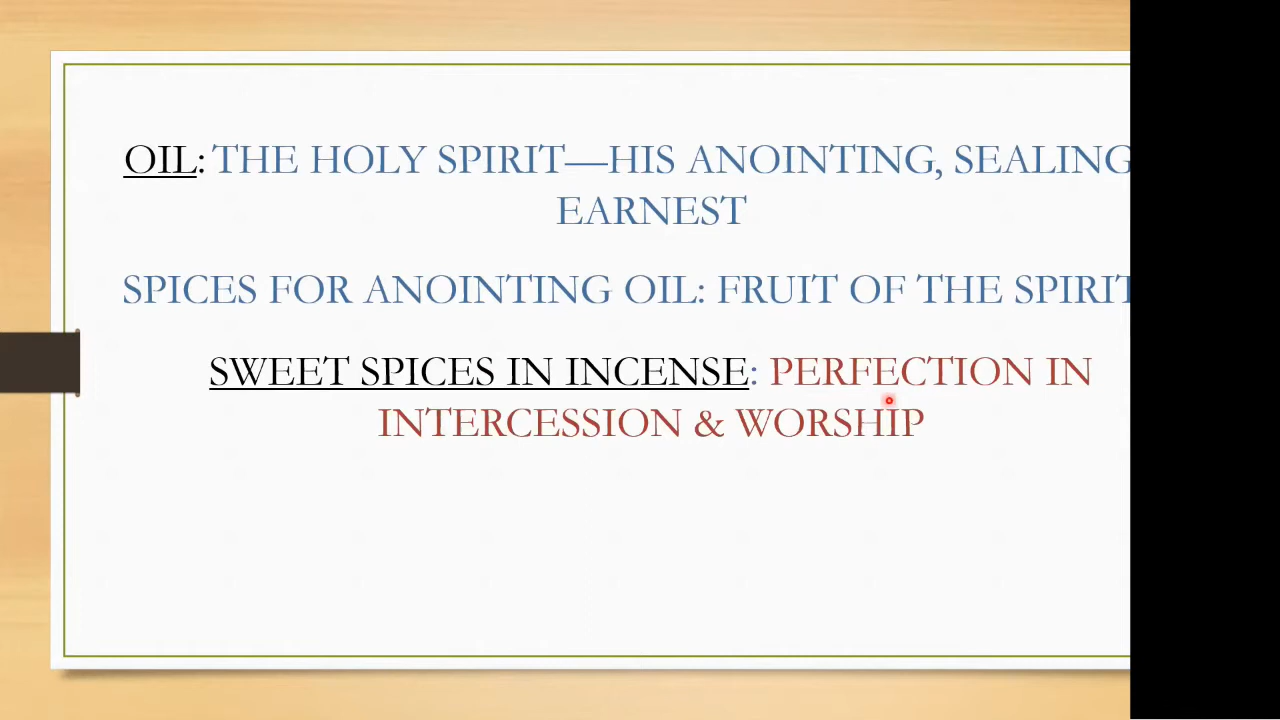 OIL: THE HOLY SPIRIT—HIS ANOINTING, SEALING
EARNEST
SPICES FOR ANOINTING OIL: FRUIT OF THE SPIRIT
SWEET SPICES IN INCENSE: PERFECTION IN
INTERCESSION & WORSHIP